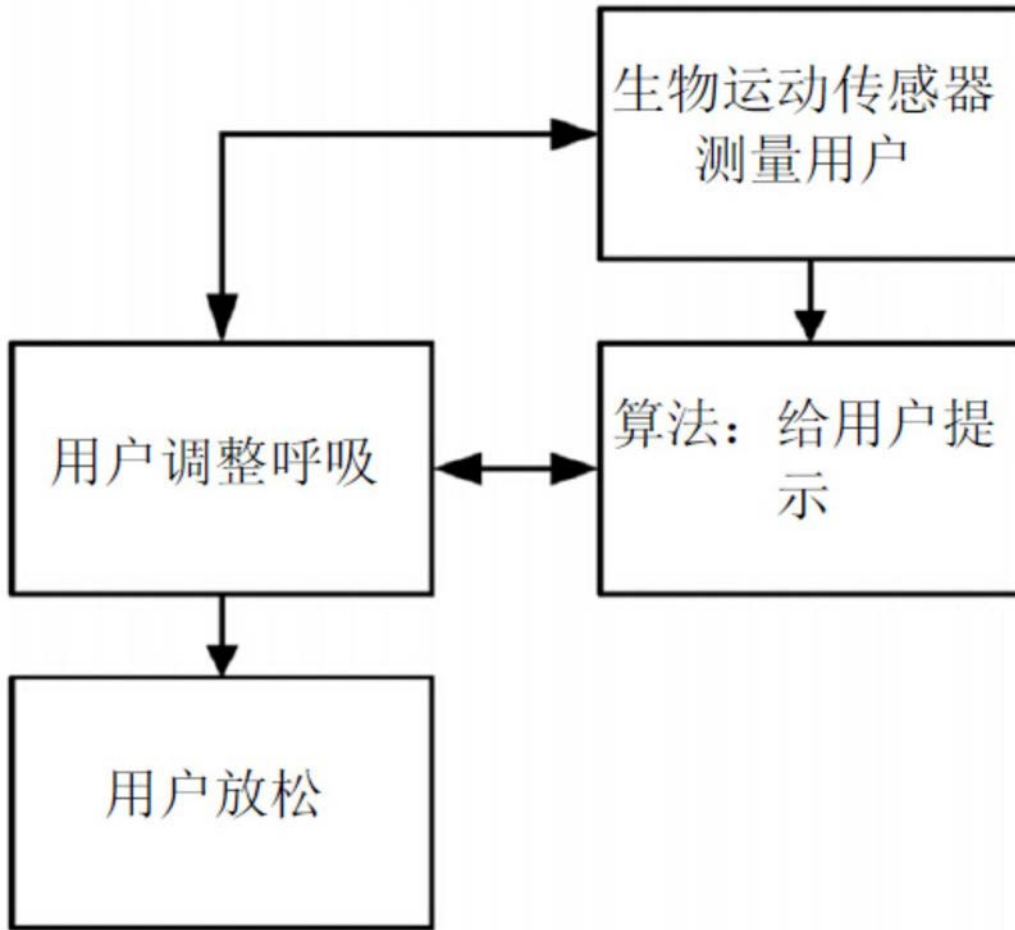 生物运动传感器
测量用户
用户调整呼吸
算法：给用户提
示
用户放松